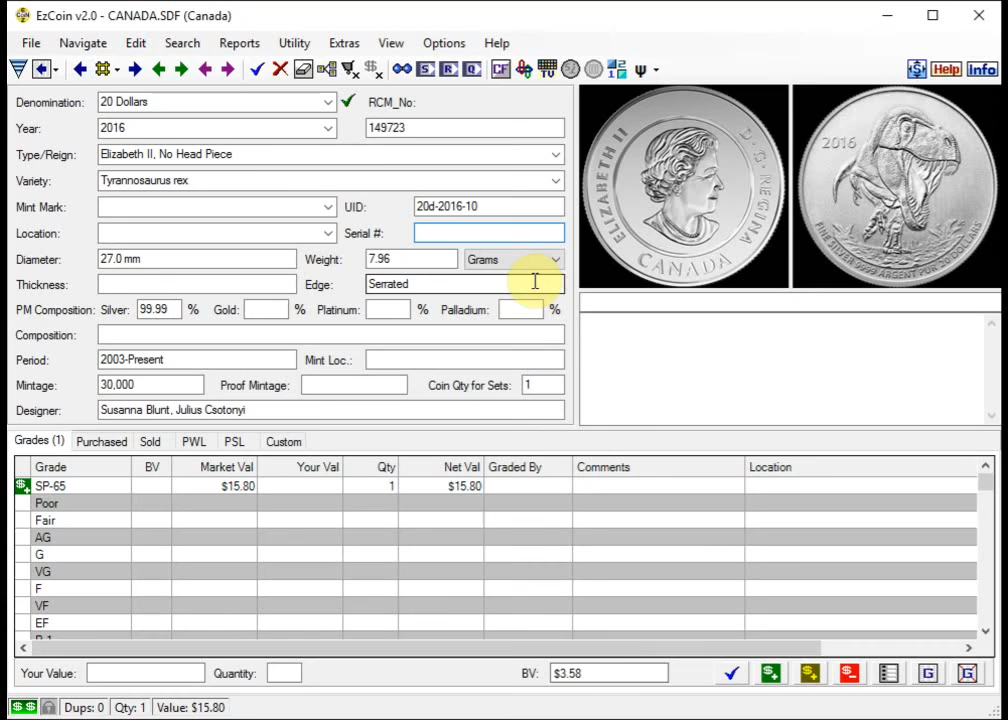 EzCoin v2.0 - CANADA.SDF (Canada)
File Navigate Edit Search Reports Utility Extras View Options Help
S R Q CF TV Help Info
Denomination: 20 Dollars RCM_No:
Year: 2016 149723
Type/Reign: Elizabeth II, No Head Piece
Variety: Tyrannosaurus rex
Mint Mark: UID: 20d-2016-10
Location: Serial #:
Diameter: 27.0 mm Weight: 7.96 Grams
Thickness: Edge: Serrated
PM Composition: Silver: 99.99 % Gold: % Platinum: % Palladium: %
Composition:
Period: 2003-Present Mint Loc.:
Mintage: 30,000 Proof Mintage: Coin Qty for Sets: 1
Designer: Susanna Blunt, Julius Csotonyi
ELIZABETH II D·G·REGINA
CANADA
2016
FINE SILVER 9999 ARGENT PUR 20 DOLLARS
Grades (1) Purchased Sold PWL PSL Custom
Grade BV Market Val Your Val Qty Net Val Graded By Comments Location
SP-65 $15.80 1 $15.80
Poor
Fair
AG
G
VG
F
VF
EF
Your Value: Quantity: BV: $3.58
G G
$ $ Dups: 0 Qty: 1 Value: $15.80